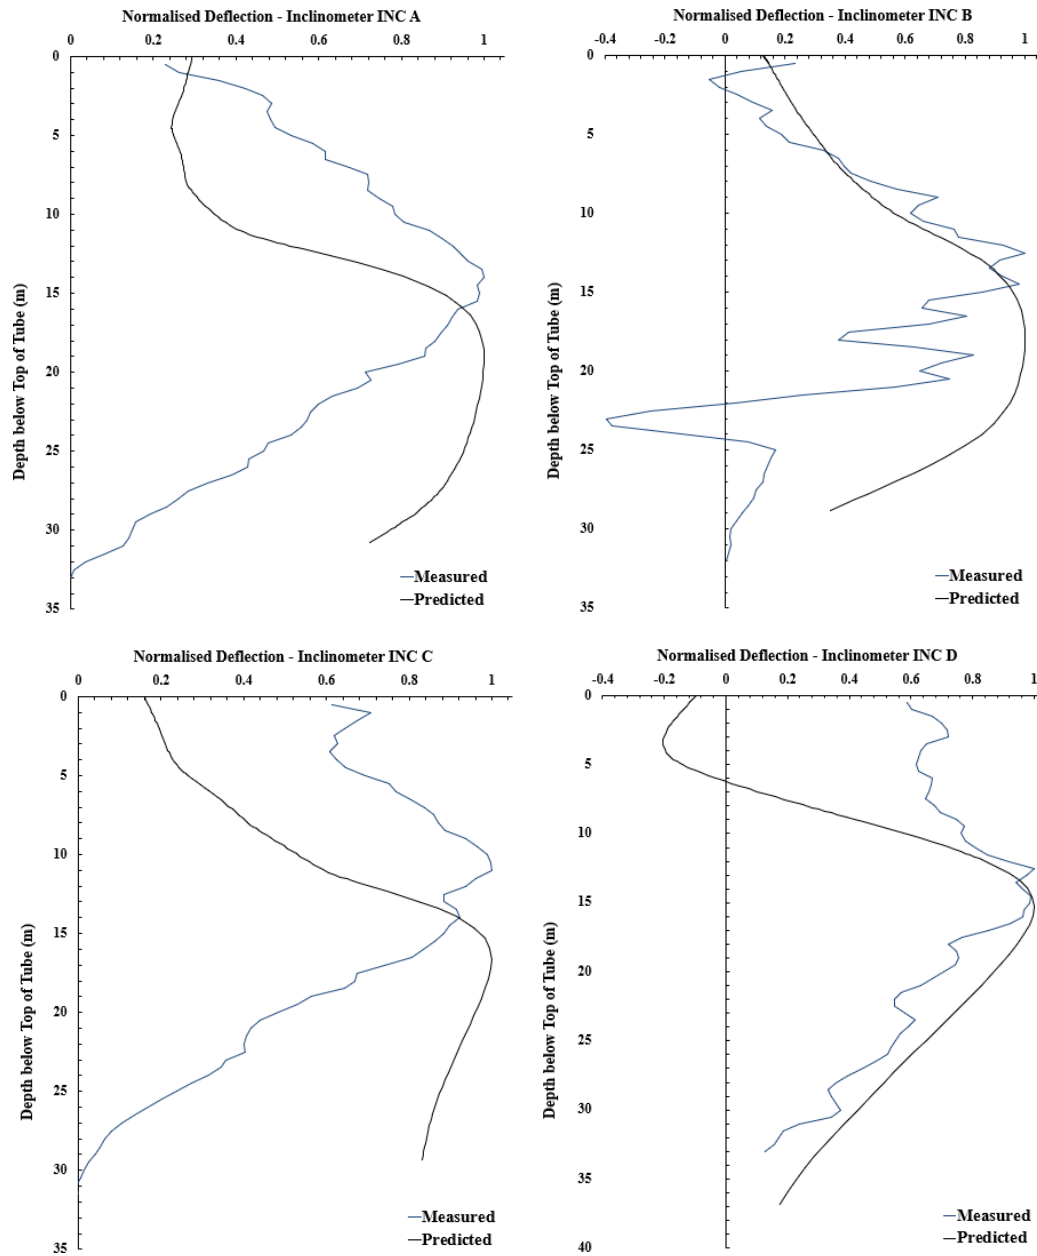 Normalised Deflection - Inclinometer INC A
0 0.2 0.4 0.6 0.8 1
0
5
10
15
20
25
30
35
Depth below Top of Tube (m)
Measured
Predicted
Normalised Deflection - Inclinometer INC B
-0.4 -0.2 0 0.2 0.4 0.6 0.8 1
0
5
10
15
20
25
30
35
Depth below Top of Tube (m)
Measured
Predicted
Normalised Deflection - Inclinometer INC C
0 0.2 0.4 0.6 0.8 1
0
5
10
15
20
25
30
35
Depth below Top of Tube (m)
Measured
Predicted
Normalised Deflection - Inclinometer INC D
-0.4 -0.2 0 0.2 0.4 0.6 0.8 1
0
5
10
15
20
25
30
35
40
Depth below Top of Tube (m)
Measured
Predicted